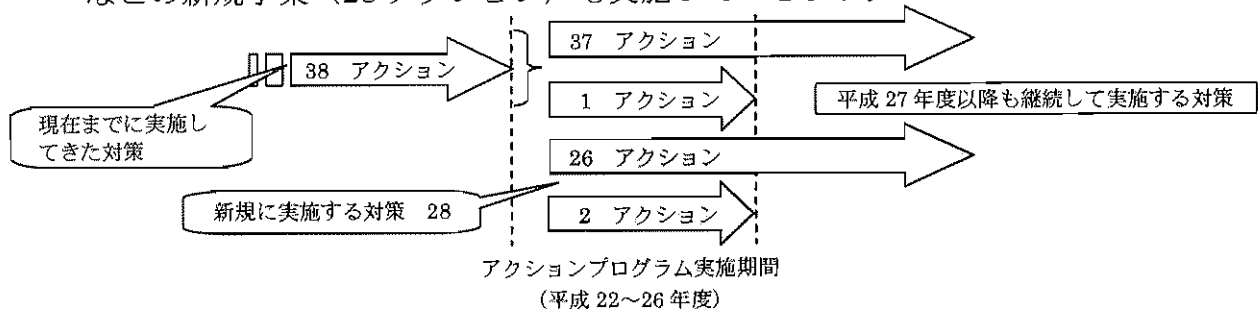 37 アクション
38 アクション
1 アクション
平成 27 年度以降も継続して実施する対策
現在までに実施し
てきた対策
26 アクション
新規に実施する対策 28
2 アクション
アクションプログラム実施期間
(平成 22～26 年度)